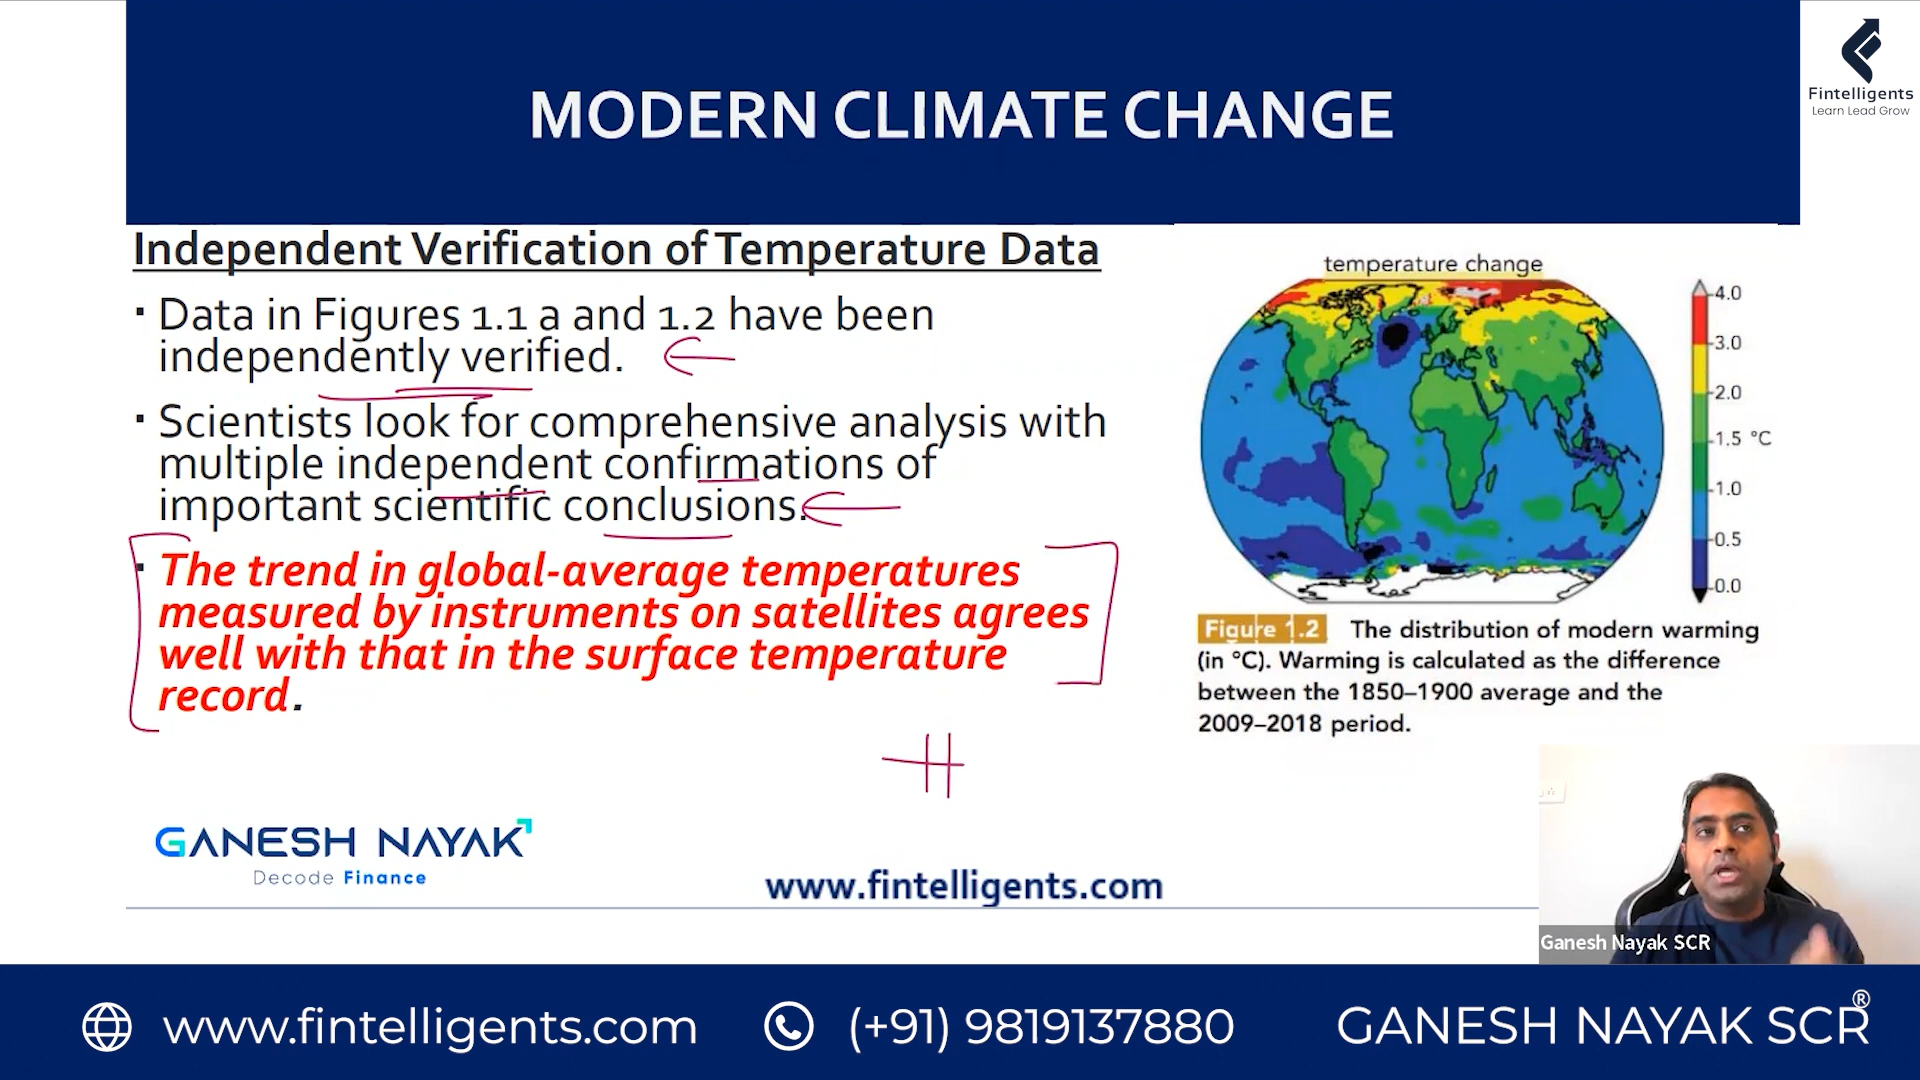 MODERN CLIMATE CHANGE
Fintelligents
Learn Lead Grow
Independent Verification of Temperature Data
▪ Data in Figures 1.1 a and 1.2 have been
independently verified.
▪ Scientists look for comprehensive analysis with
multiple independent confirmations of
important scientific conclusions.
▪ The trend in global-average temperatures
measured by instruments on satellites agrees
well with that in the surface temperature
record.
temperature change
4.0
3.0
2.0
1.5 °C
1.0
0.5
0.0
Figure 1.2 The distribution of modern warming
(in °C). Warming is calculated as the difference
between the 1850–1900 average and the
2009–2018 period.
GANESH NAYAK
Decode Finance
www.fintelligents.com
Ganesh Nayak SCR
www.fintelligents.com
(+91) 9819137880
GANESH NAYAK SCR®